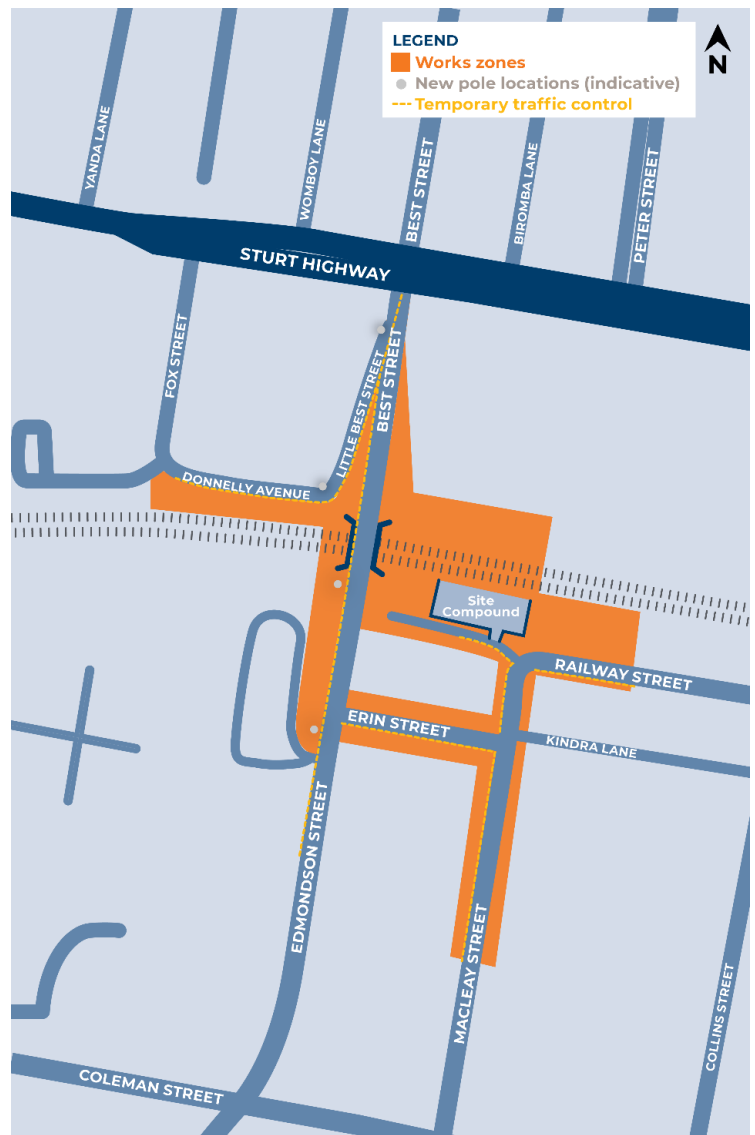 LEGEND
Works zones
New pole locations (indicative)
Temporary traffic control
N
YANDA LANE
WOMBOY LANE
BEST STREET
BIROMBA LANE
PETER STREET
STURT HIGHWAY
FOX STREET
LITTLE BEST STREET
BEST STREET
DONNELLY AVENUE
Site
Compound
RAILWAY STREET
ERIN STREET
KINDRA LANE
EDMONDSON STREET
MACLEAY STREET
COLLINS STREET
COLEMAN STREET